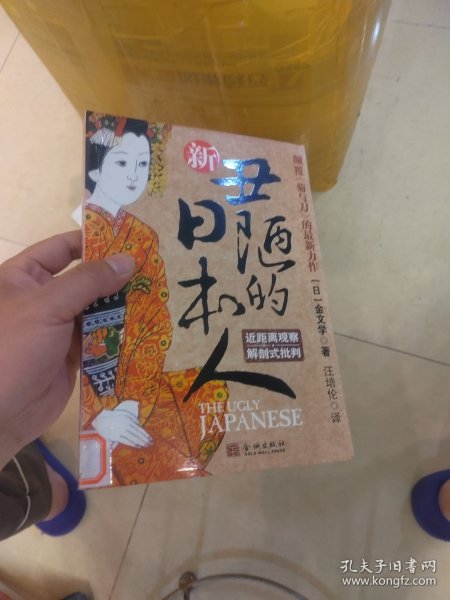 新
丑陋的
日本人
颠覆《菊与刀》的最新力作
[日]金文学 著
汪培伦 译
近距离观察
解剖式批判
THE UGLY
JAPANESE
金城出版社
GOLD WALL PRESS
孔夫子旧书网
www.kongfz.com